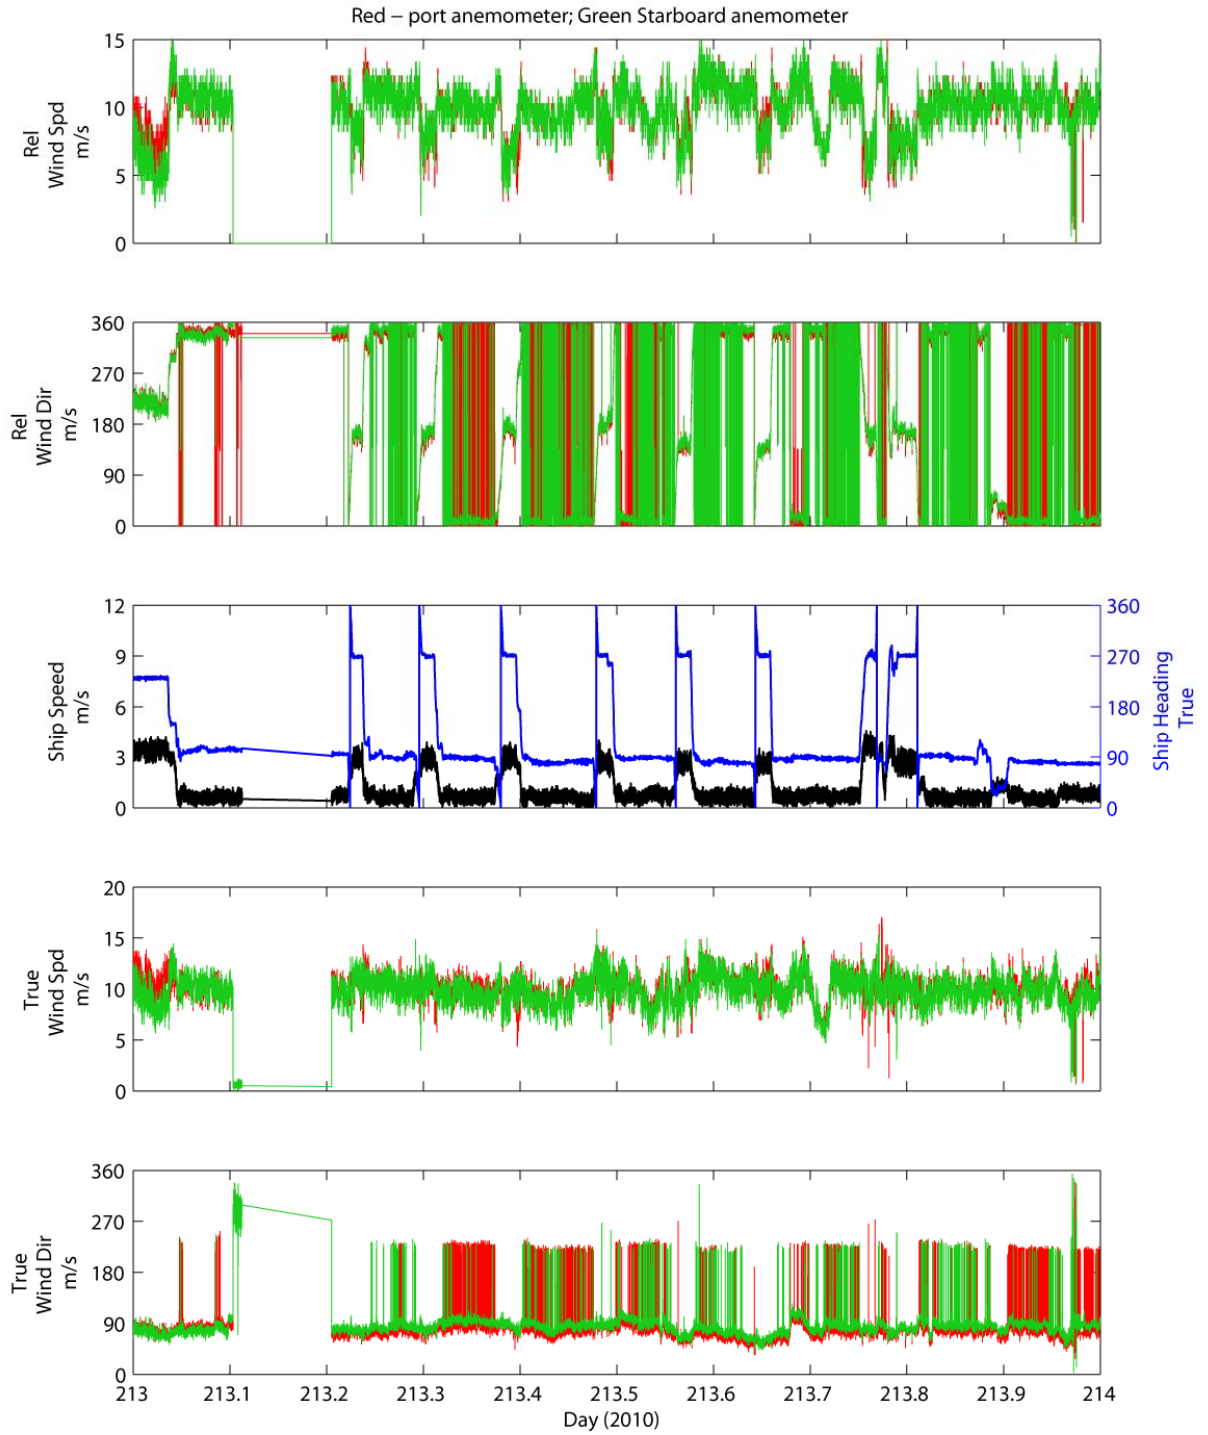 Red – port anemometer; Green Starboard anemometer
15
10
5
0
Rel
Wind Spd
m/s
360
270
180
90
0
Rel
Wind Dir
m/s
12
9
6
3
0
Ship Speed
m/s
360
270
180
90
0
Ship Heading
True
20
15
10
5
0
True
Wind Spd
m/s
360
270
180
90
0
True
Wind Dir
m/s
213 213.1 213.2 213.3 213.4 213.5 213.6 213.7 213.8 213.9 214
Day (2010)